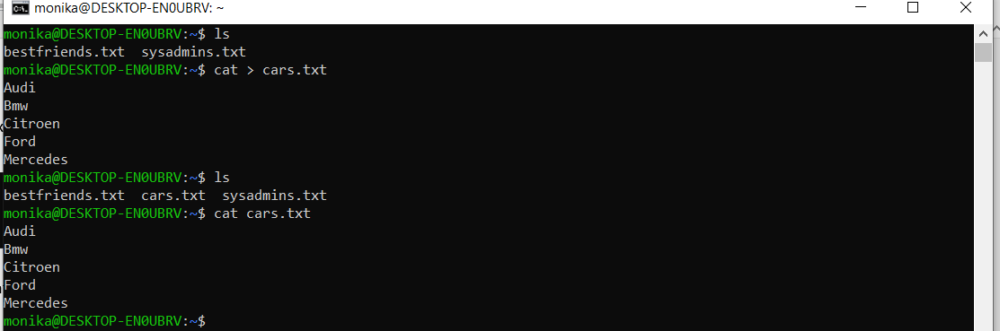 monika@DESKTOP-EN0UBRV: ~
monika@DESKTOP-EN0UBRV:~$ ls
bestfriends.txt  sysadmins.txt
monika@DESKTOP-EN0UBRV:~$ cat > cars.txt
Audi
Bmw
Citroen
Ford
Mercedes
monika@DESKTOP-EN0UBRV:~$ ls
bestfriends.txt  cars.txt  sysadmins.txt
monika@DESKTOP-EN0UBRV:~$ cat cars.txt
Audi
Bmw
Citroen
Ford
Mercedes
monika@DESKTOP-EN0UBRV:~$